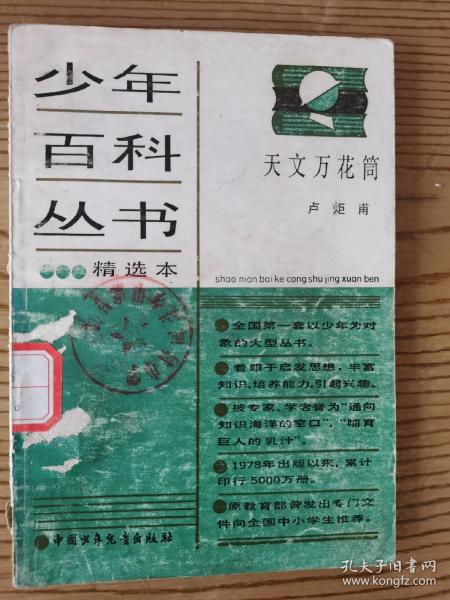 少年
百科
丛书
精选本
天文万花筒
卢炬甫
shao nian bai ke cong shu jing xuan ben
全国第一套以少年为对
象的大型丛书。
着眼于启发思想，丰富
知识，培养能力，引起兴趣。
被专家、学者誉为“通向
知识海洋的窗口”，“哺育
巨人的乳汁”。
1978年出版以来，累计
印行5000万册。
原教育部曾发出专门文
件向全国中小学生推荐。
中国少年儿童出版社
孔夫子旧书网
www.kongfz.com